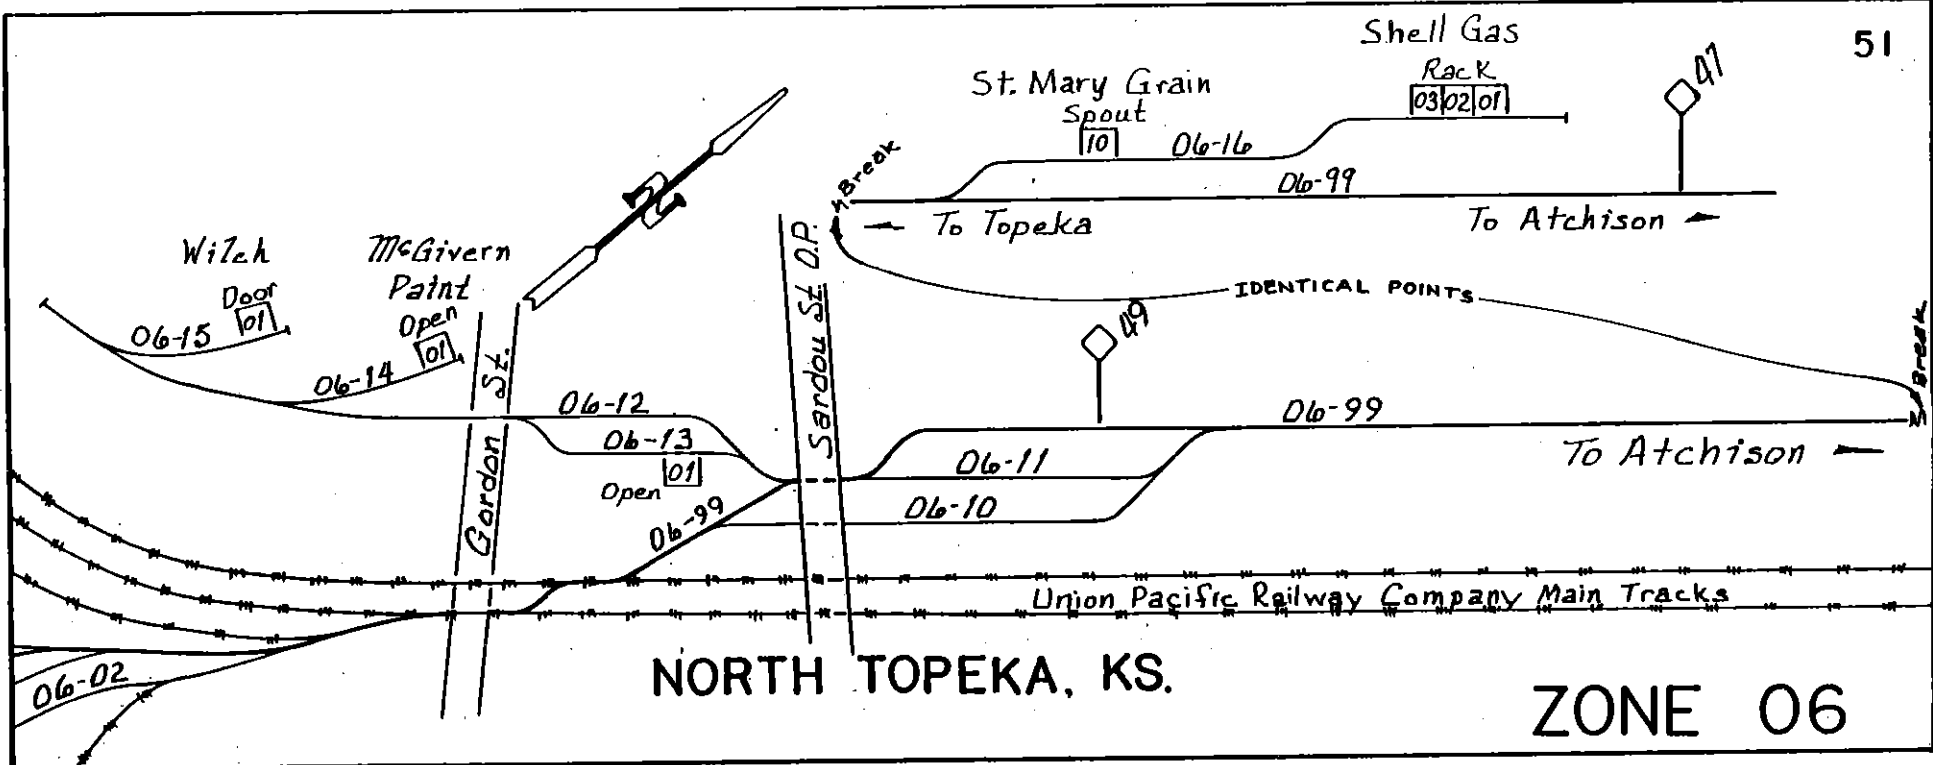 51
Shell Gas
Rack
03 02 01
47
St. Mary Grain
Spout
10
06-16
06-99
Break
To Topeka
To Atchison
N
Wilch
Door
01
06-15
McGivern
Paint
Open
01
06-14
Gordon St.
Sardou St. O.P.
IDENTICAL POINTS
49
Break
06-12
06-13
01
Open
06-99
06-11
06-10
06-99
To Atchison
Union Pacific Railway Company Main Tracks
06-02
NORTH TOPEKA, KS.
ZONE 06